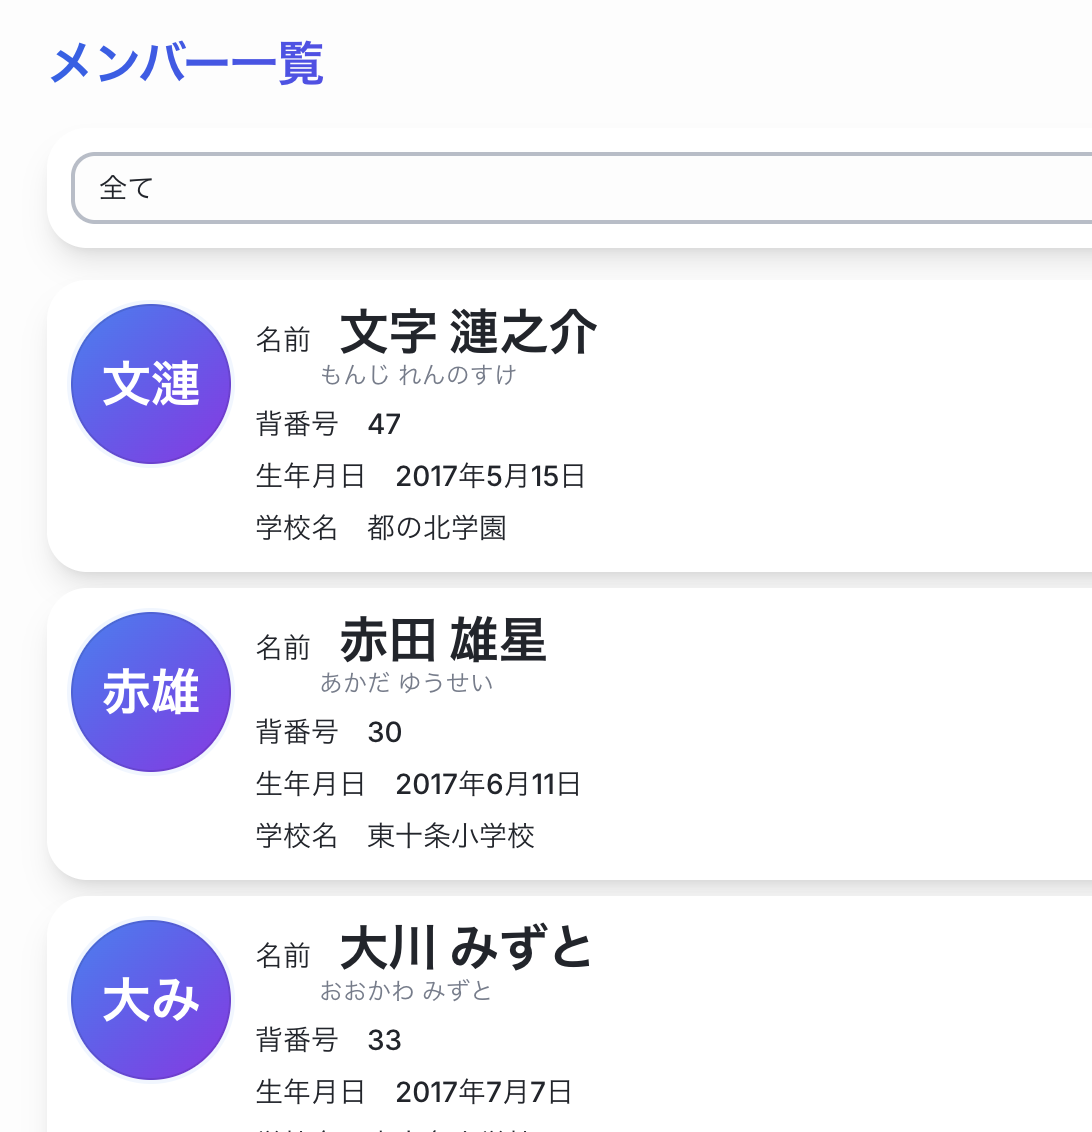 メンバー一覧
全て
文漣
名前 文字 漣之介
もんじ れんのすけ
背番号 47
生年月日 2017年5月15日
学校名 都の北学園
赤雄
名前 赤田 雄星
あかだ ゆうせい
背番号 30
生年月日 2017年6月11日
学校名 東十条小学校
大み
名前 大川 みずと
おおかわ みずと
背番号 33
生年月日 2017年7月7日